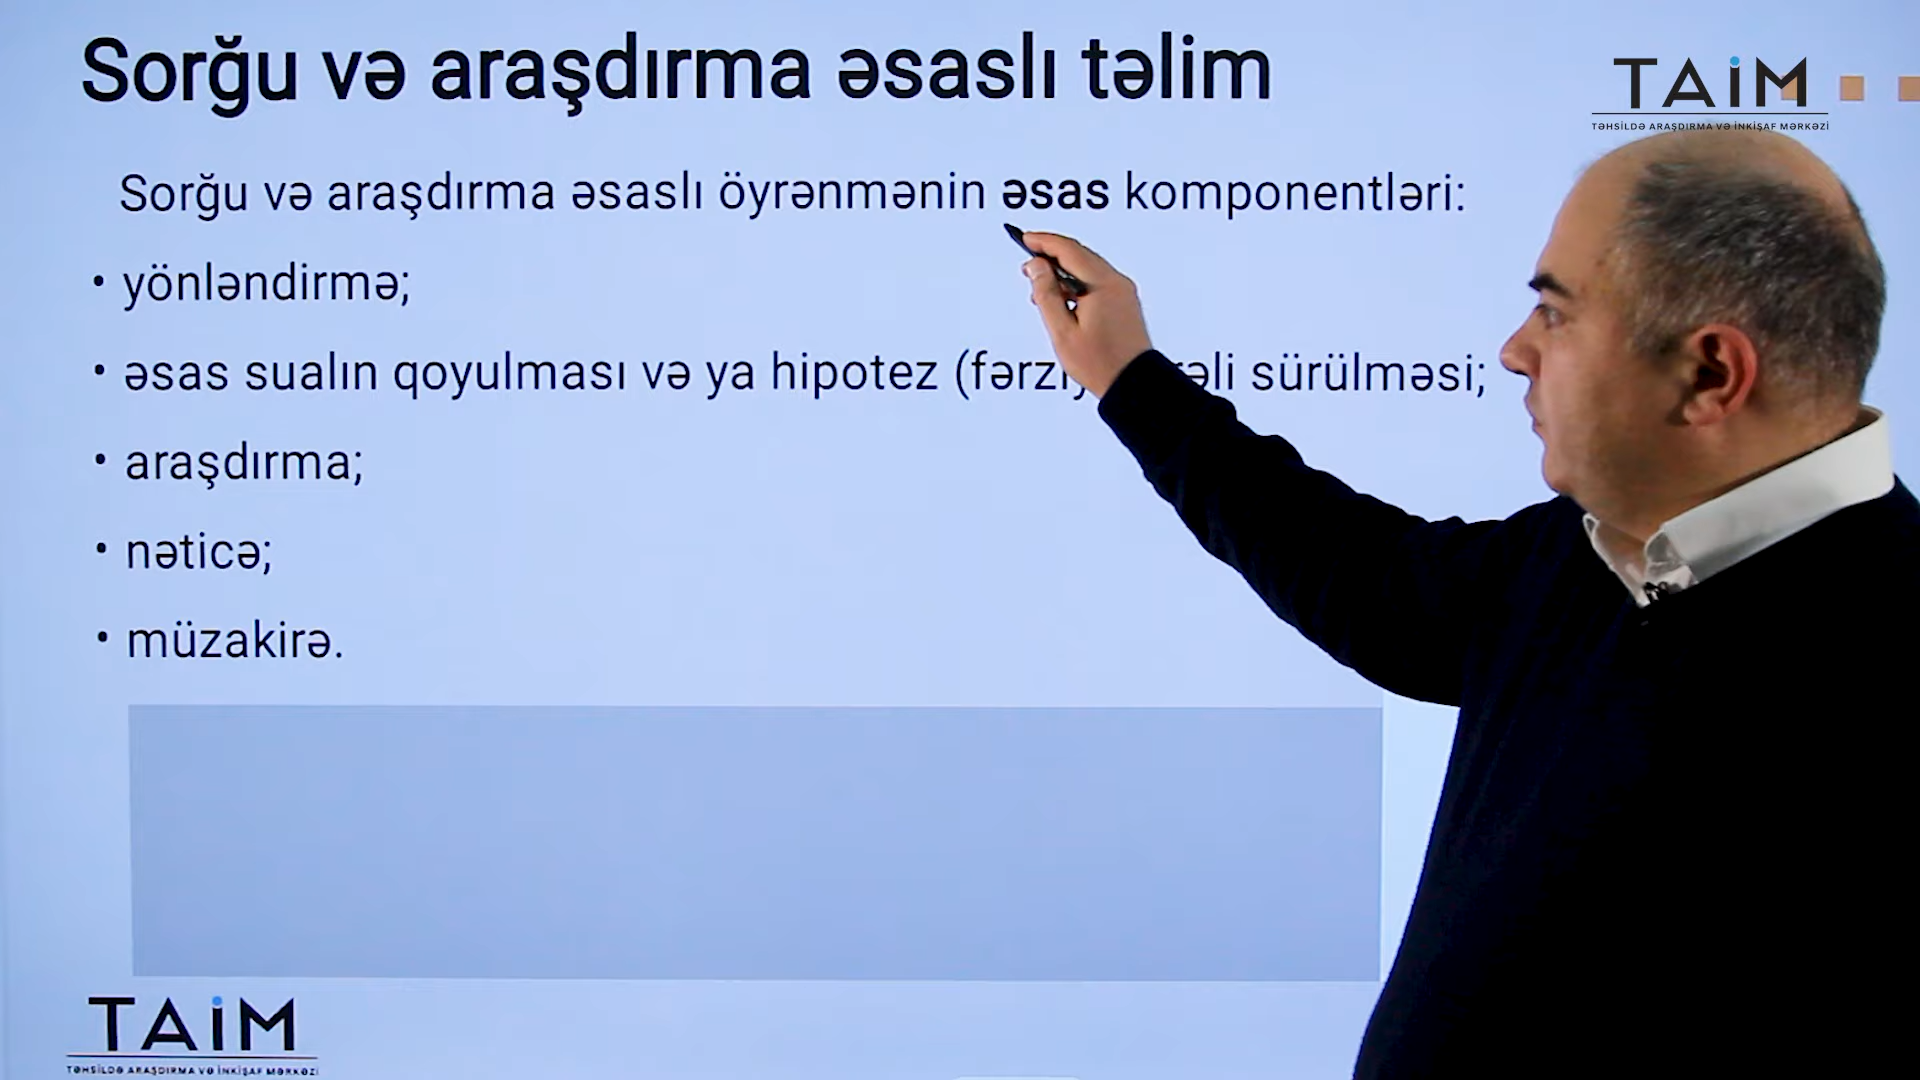 Sorğu və araşdırma əsaslı təlim
TAİM
TƏHSİLDƏ ARAŞDIRMA VƏ İNKİŞAF MƏRKƏZİ
Sorğu və araşdırma əsaslı öyrənmənin əsas komponentləri:
• yönləndirmə;
• əsas sualın qoyulması və ya hipotez sürülməsi;
• araşdırma;
• nəticə;
• müzakirə.
TAİM
TƏHSİLDƏ ARAŞDIRMA VƏ İNKİŞAF MƏRKƏZİ